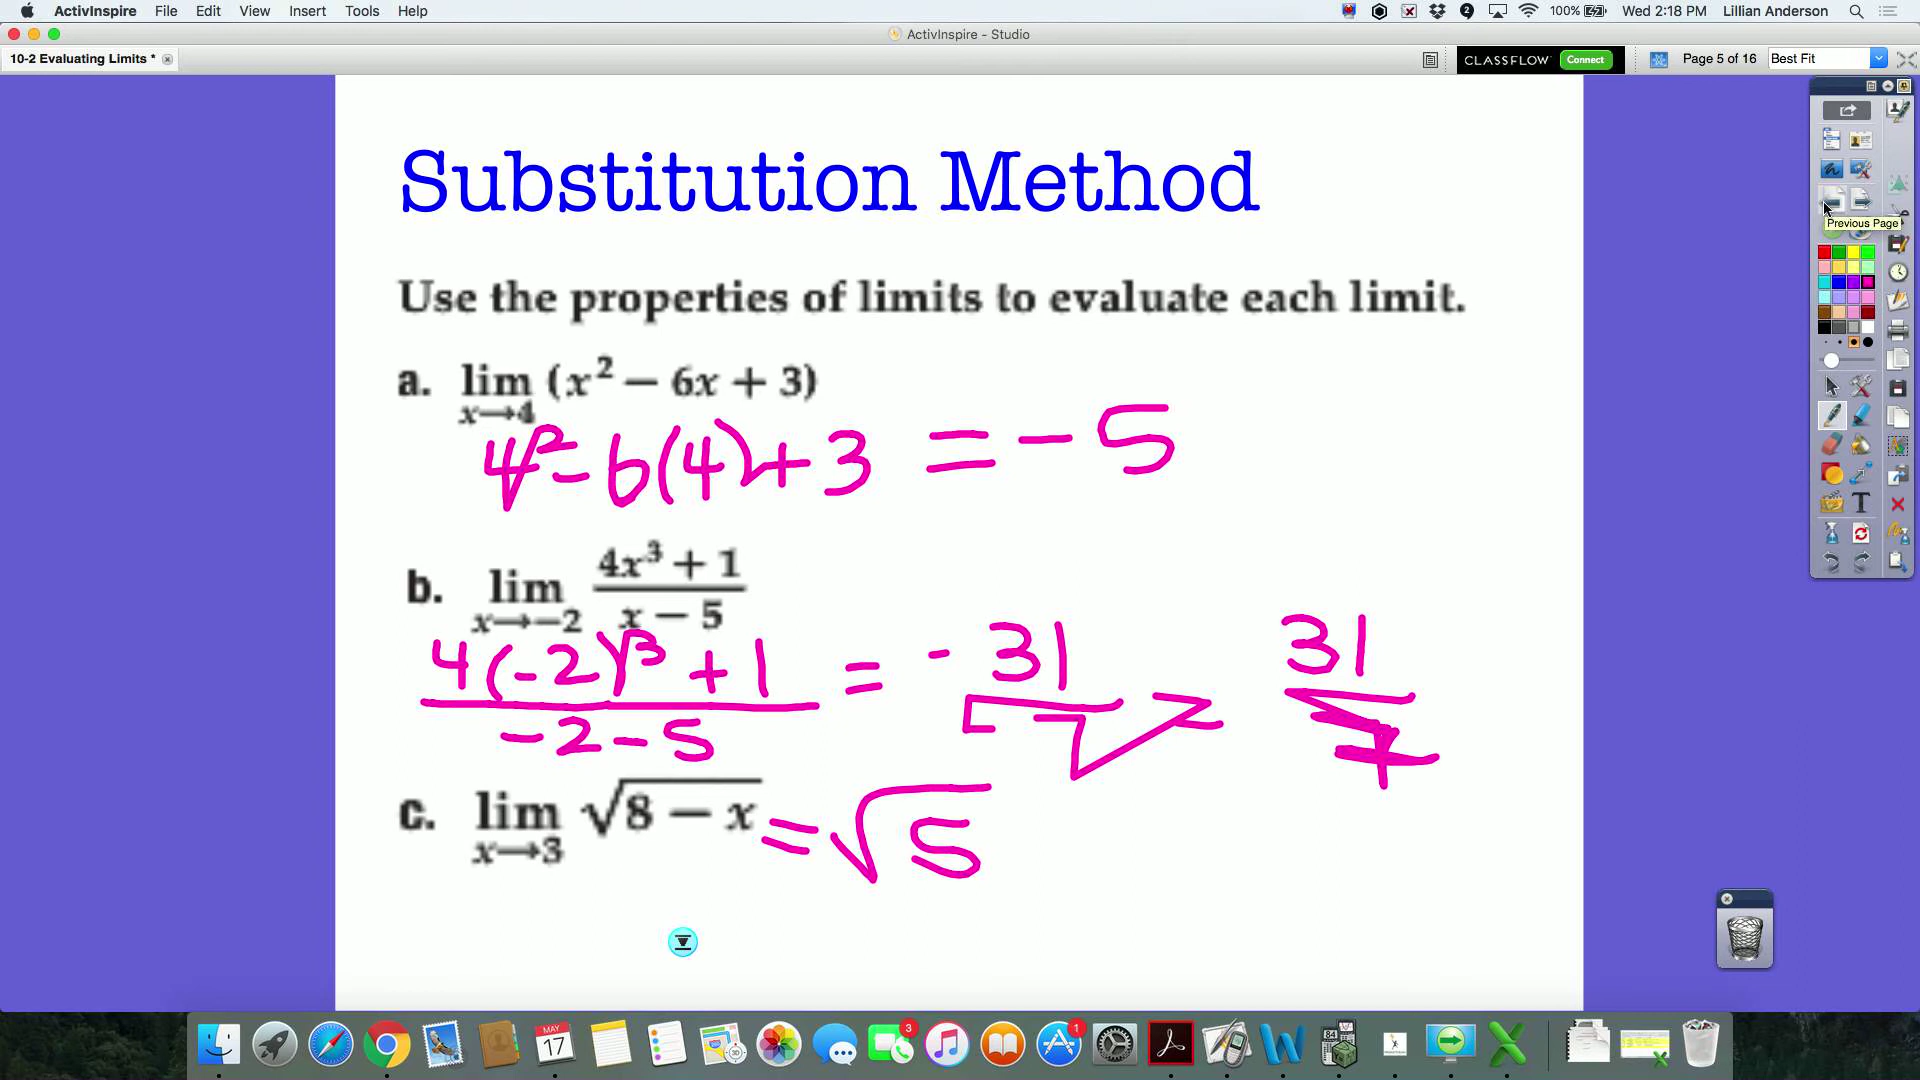 ActivInspire File Edit View Insert Tools Help 2 100% Wed 2:18 PM Lillian Anderson
ActivInspire - Studio
10-2 Evaluating Limits *
CLASSFLOW Connect Page 5 of 16 Best Fit
Previous Page
Substitution Method
Use the properties of limits to evaluate each limit.
a. lim (x² − 6x + 3)
x→4
4² - 6(4) + 3 = -5
b. lim (4x³ + 1)/(x − 5)
x→−2
(4(-2)³ + 1)/(-2-5) = -31/-7 = 31/7
c. lim √(8 − x) = √5
x→3
T
MAY
17
3
1